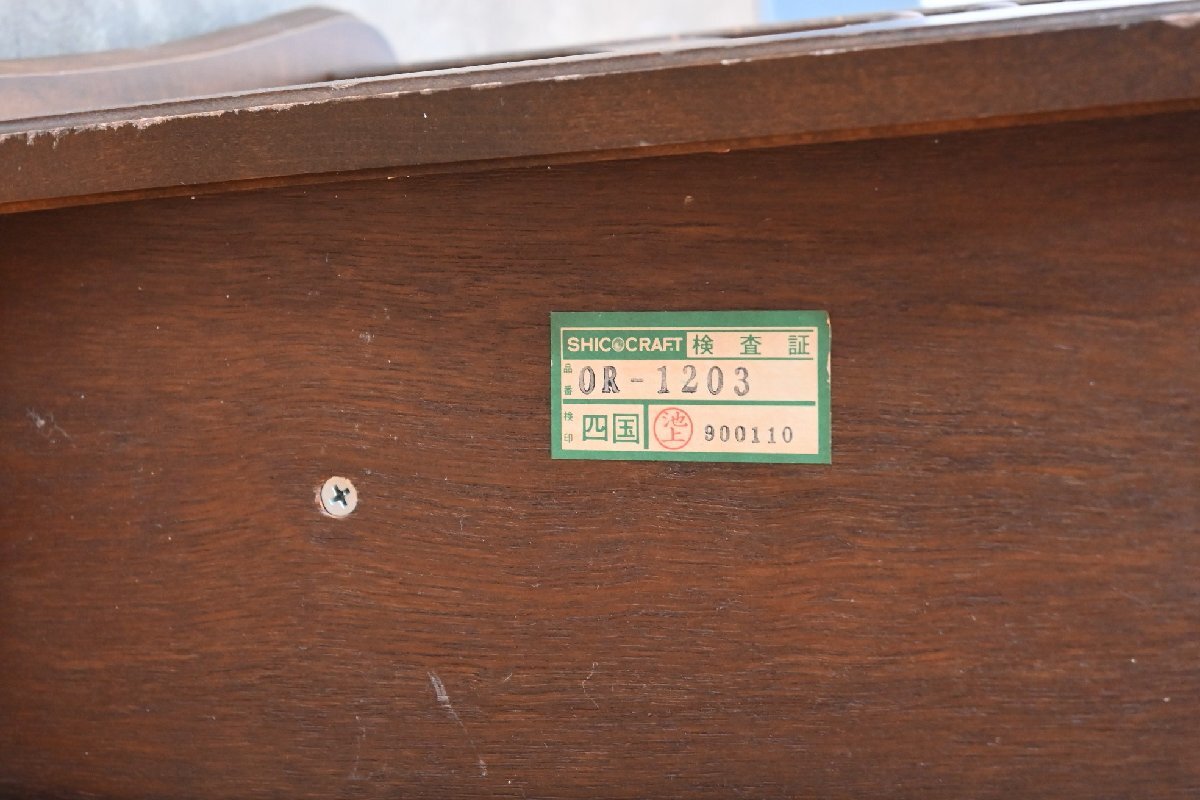 SHICOCRAFT 検査証
品番 OR-1203
検印 四国 池上 900110